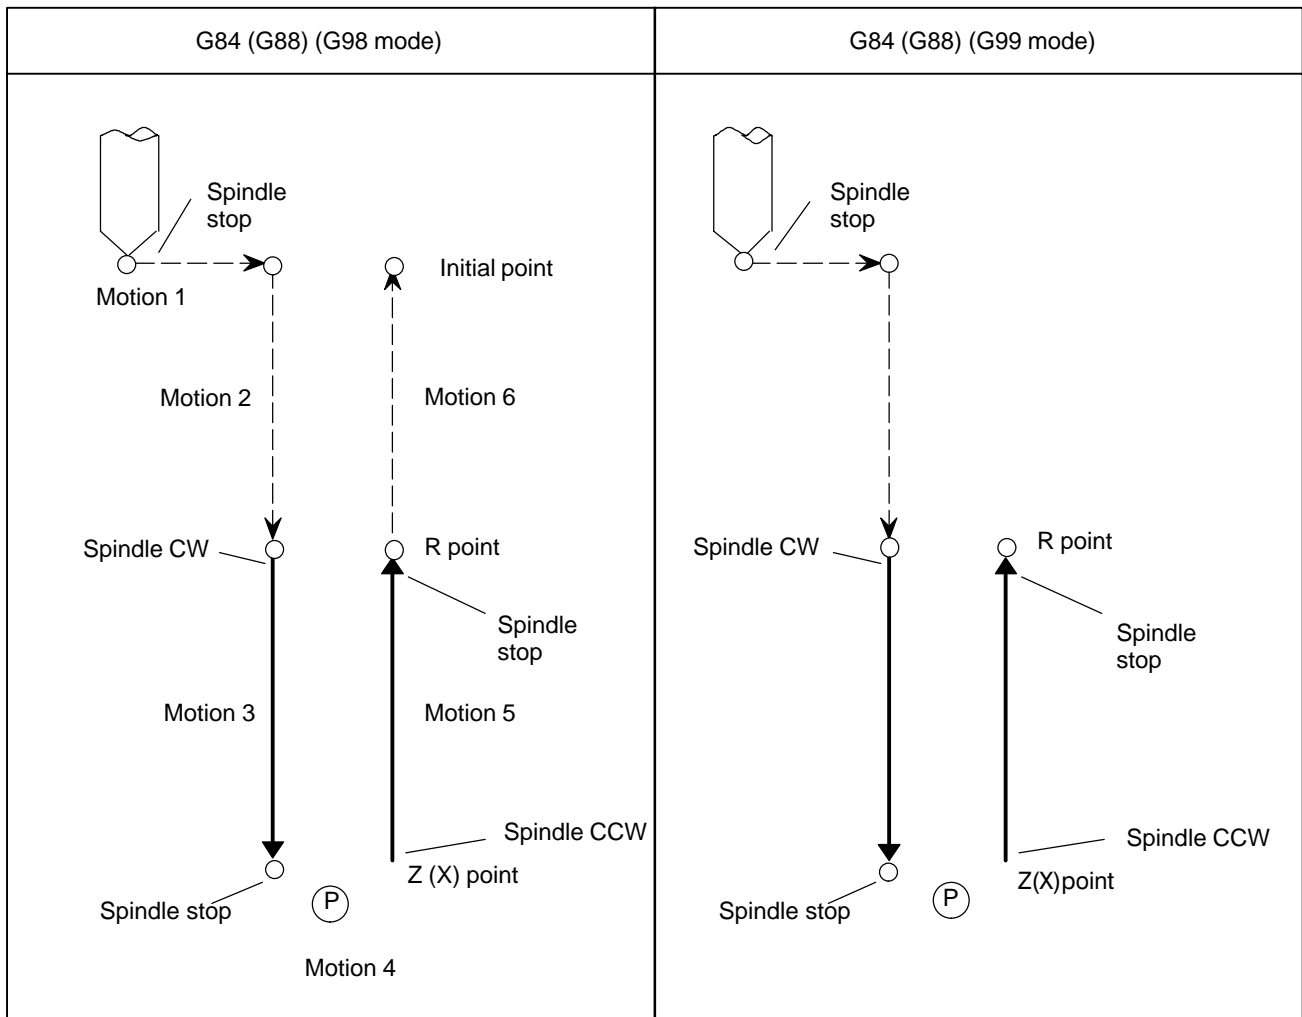 G84 (G88) (G98 mode)
G84 (G88) (G99 mode)
Spindle
stop
Initial point
Motion 1
Motion 2
Motion 6
Spindle CW
R point
Spindle
stop
Motion 3
Motion 5
Spindle CCW
Z (X) point
Spindle stop
P
Motion 4
Spindle
stop
Spindle CW
R point
Spindle
stop
Spindle CCW
Z(X)point
Spindle stop
P